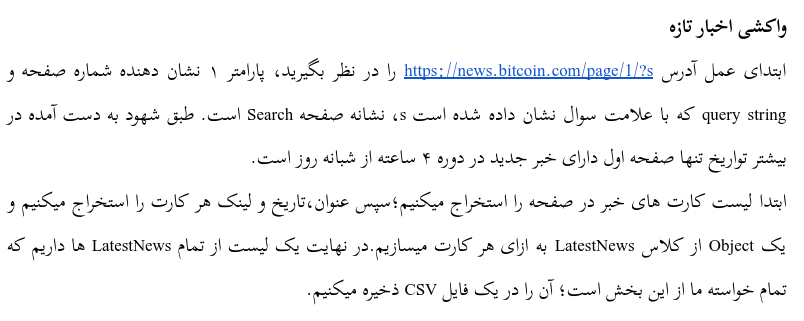 واکشی اخبار تازه
ابتدای عمل آدرس https://news.bitcoin.com/page/1/?s را در نظر بگیرید، پارامتر ۱ نشان دهنده شماره صفحه و
query string که با علامت سوال نشان داده شده است s، نشانه صفحه Search است. طبق شهود به دست آمده در
بیشتر تواریخ تنها صفحه اول دارای خبر جدید در دوره ۴ ساعته از شبانه روز است.
ابتدا لیست کارت های خبر در صفحه را استخراج میکنیم؛سپس عنوان،تاریخ و لینک هر کارت را استخراج میکنیم و
یک Object از کلاس LatestNews به ازای هر کارت میسازیم.در نهایت یک لیست از تمام LatestNews ها داریم که
تمام خواسته ما از این بخش است؛ آن را در یک فایل CSV ذخیره میکنیم.